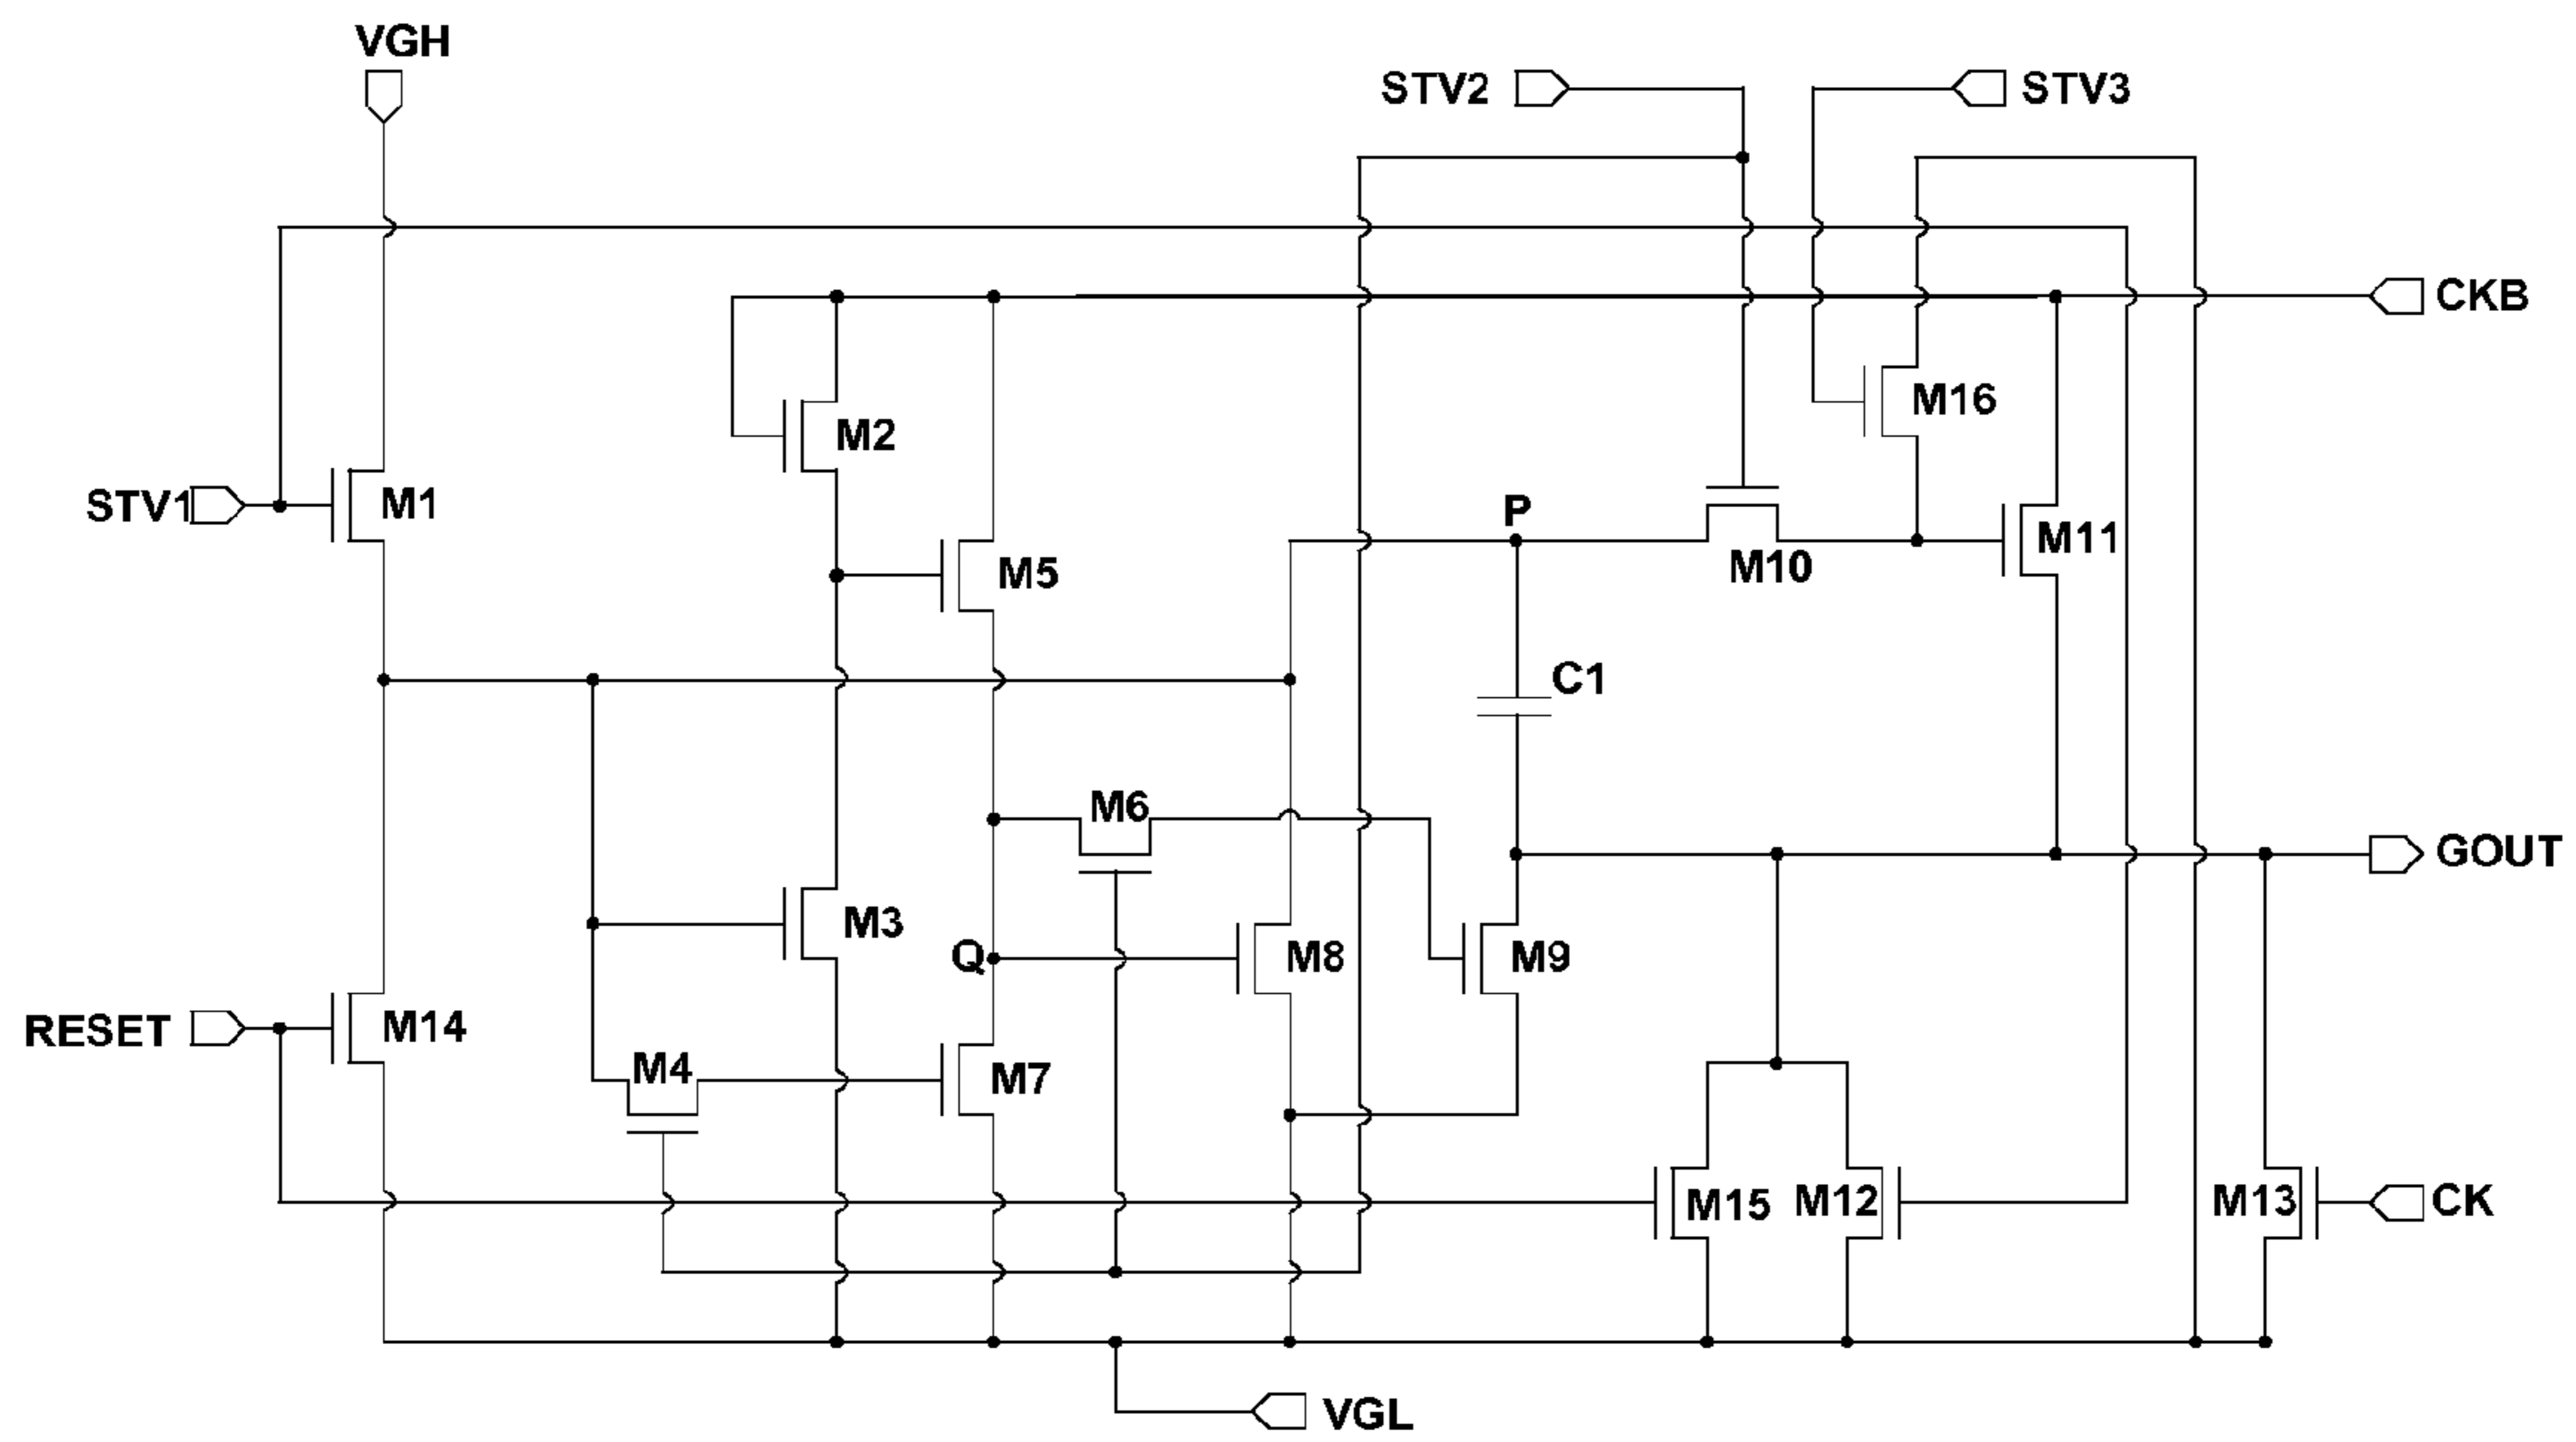 VGH
STV2
STV3
CKB
M16
M2
STV1
M1
P
M11
M10
M5
C1
M6
GOUT
M3
Q
M8
M9
RESET
M14
M4
M7
M15
M12
M13
CK
VGL